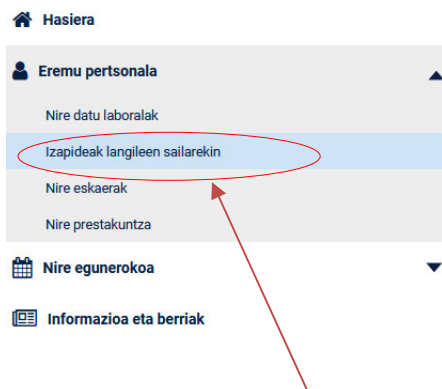 Hasiera
Eremu pertsonala
Nire datu laboralak
Izapideak langileen sailarekin
Nire eskaerak
Nire prestakuntza
Nire egunerokoa
Informazioa eta berriak